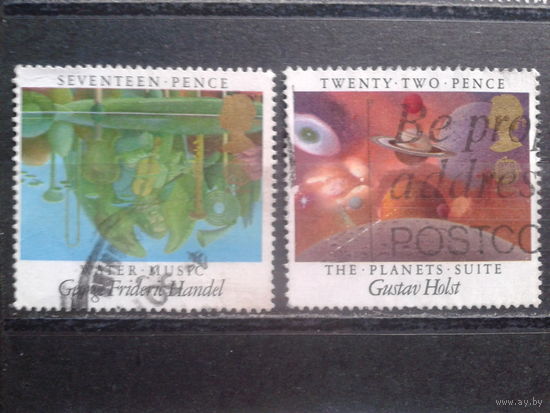 SEVENTEEN·PENCE
WATER·MUSIC
George Frideric Handel
TWENTY·TWO·PENCE
Be prop
addres
POSTCO
THE·PLANETS·SUITE
Gustav Holst
www.ay.by